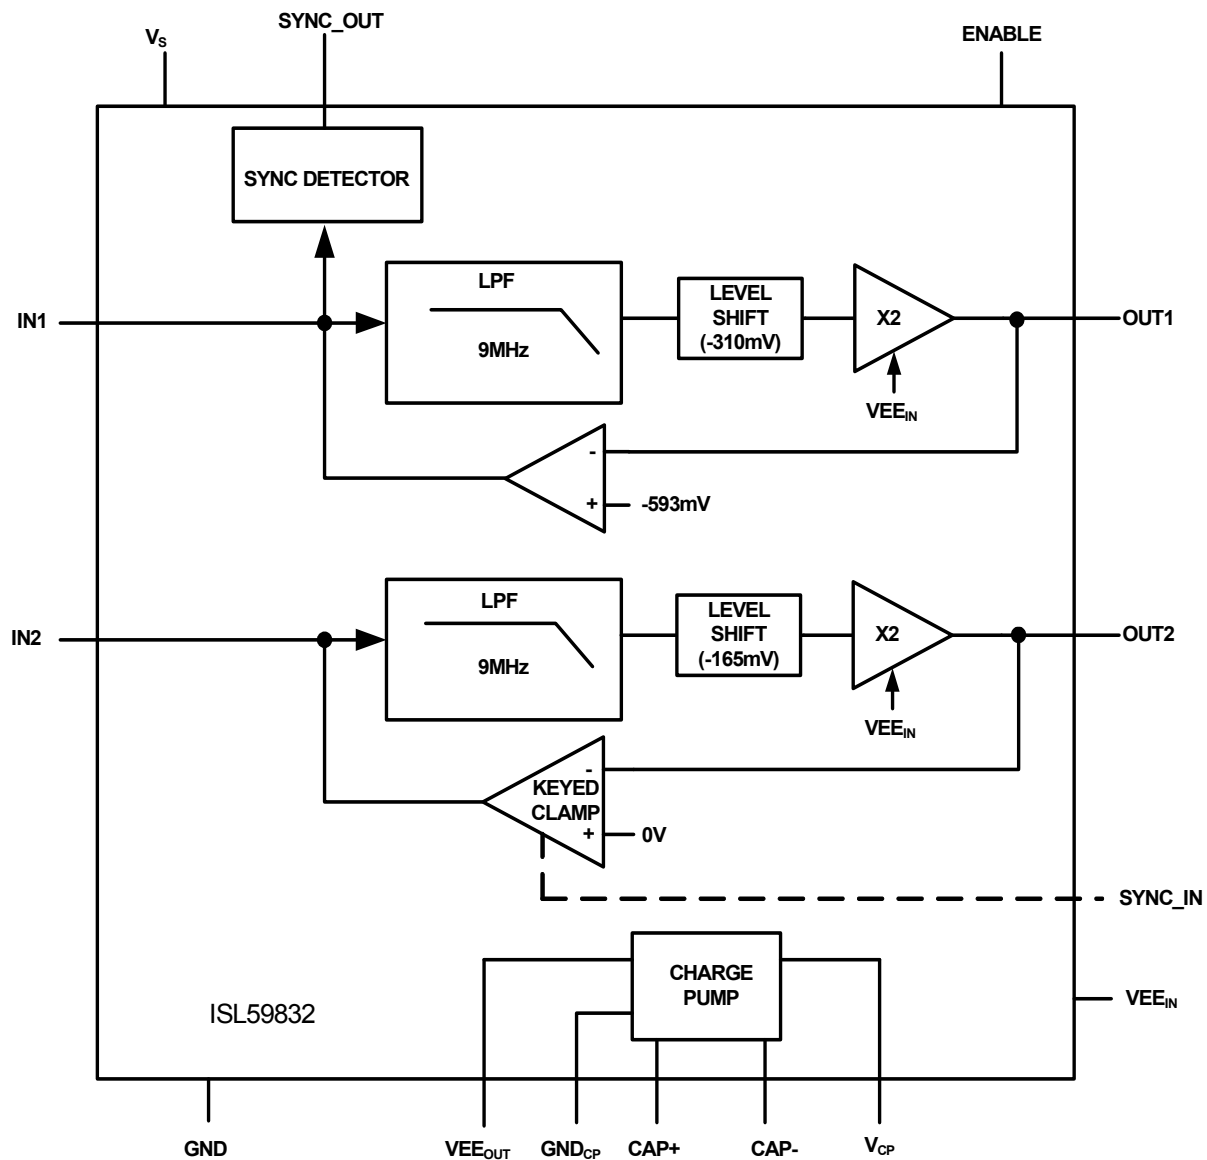 SYNC_OUT
VS
ENABLE
SYNC DETECTOR
LPF
9MHz
LEVEL
SHIFT
(-310mV)
X2
IN1
OUT1
VEEIN
-
+
-593mV
LPF
9MHz
LEVEL
SHIFT
(-165mV)
X2
IN2
OUT2
VEEIN
-
KEYED
CLAMP
+
0V
SYNC_IN
CHARGE
PUMP
VEEIN
ISL59832
GND
VEEOUT
GNDCP
CAP+
CAP-
VCP